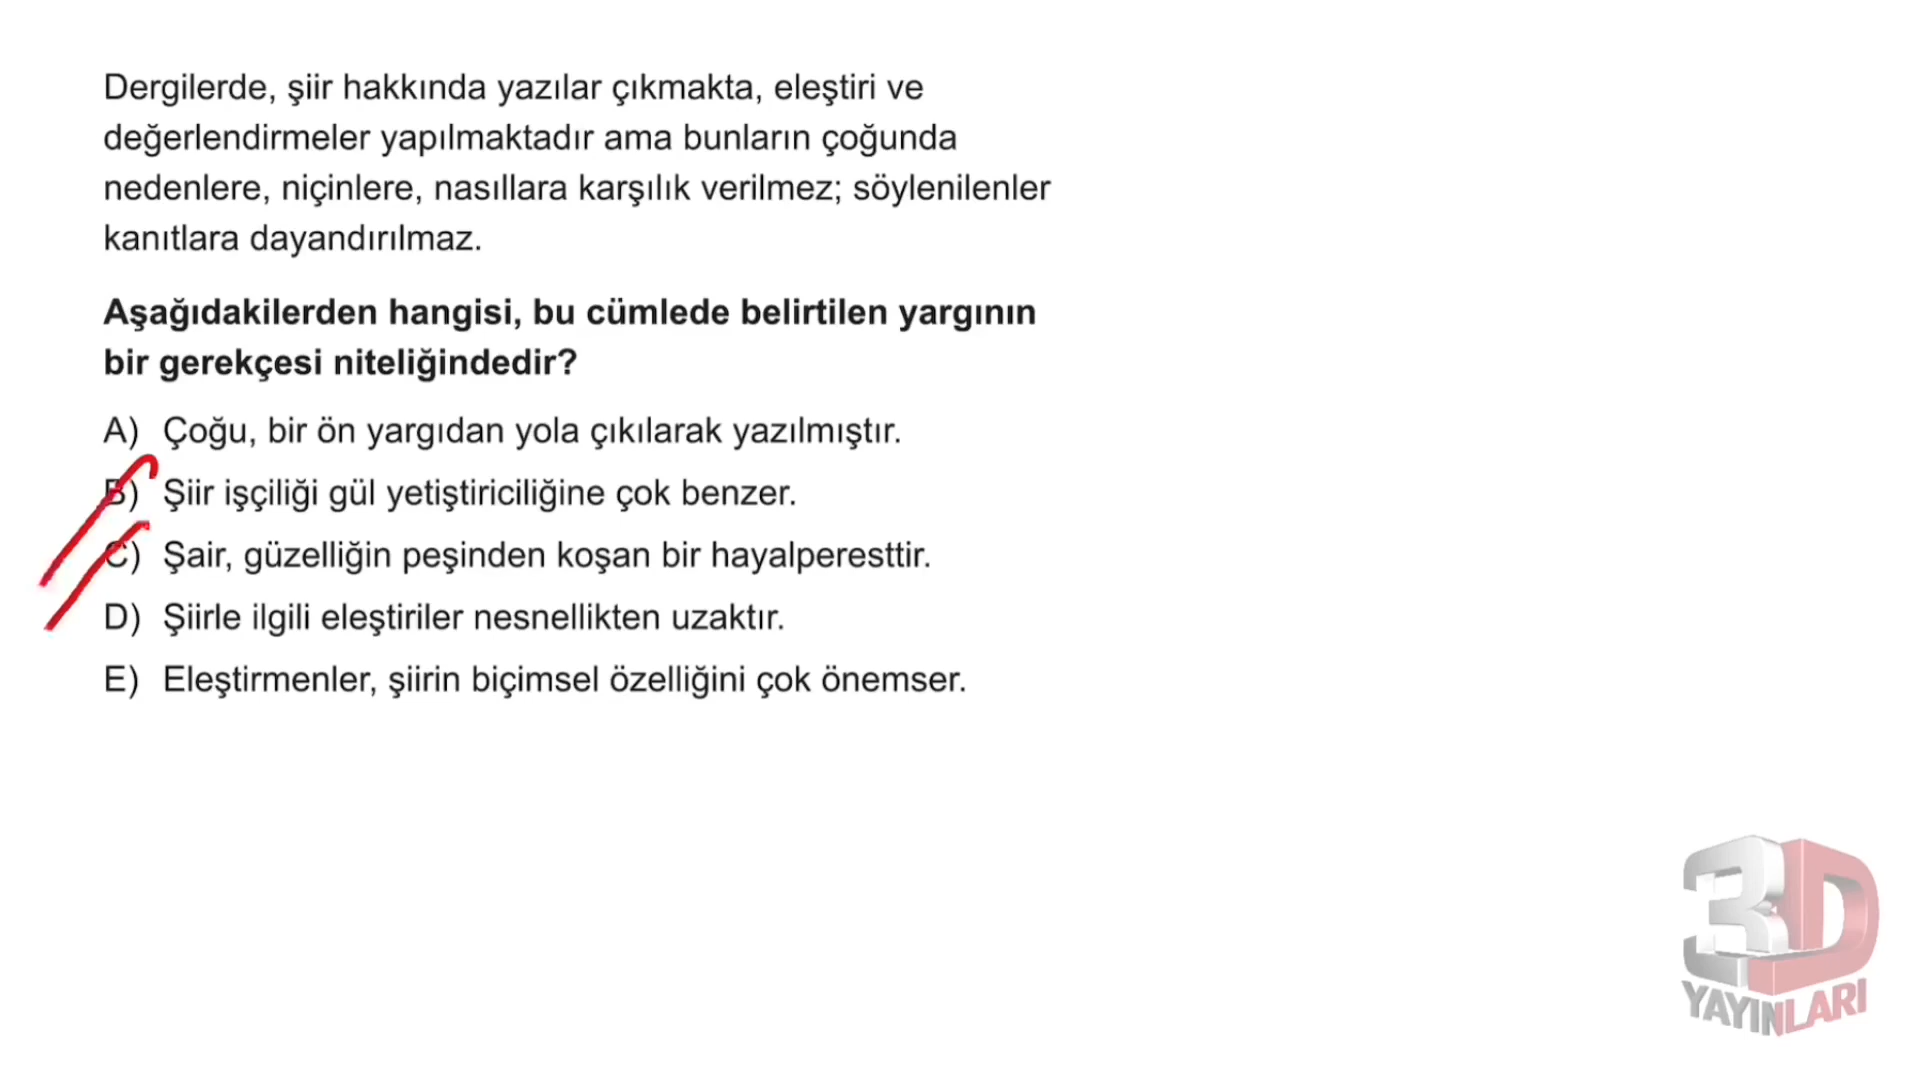 Dergilerde, şiir hakkında yazılar çıkmakta, eleştiri ve
değerlendirmeler yapılmaktadır ama bunların çoğunda
nedenlere, niçinlere, nasıllara karşılık verilmez; söylenilenler
kanıtlara dayandırılmaz.
Aşağıdakilerden hangisi, bu cümlede belirtilen yargının
bir gerekçesi niteliğindedir?
A) Çoğu, bir ön yargıdan yola çıkılarak yazılmıştır.
B) Şiir işçiliği gül yetiştiriciliğine çok benzer.
C) Şair, güzelliğin peşinden koşan bir hayalperesttir.
D) Şiirle ilgili eleştiriler nesnellikten uzaktır.
E) Eleştirmenler, şiirin biçimsel özelliğini çok önemser.
3D
YAYINLARI